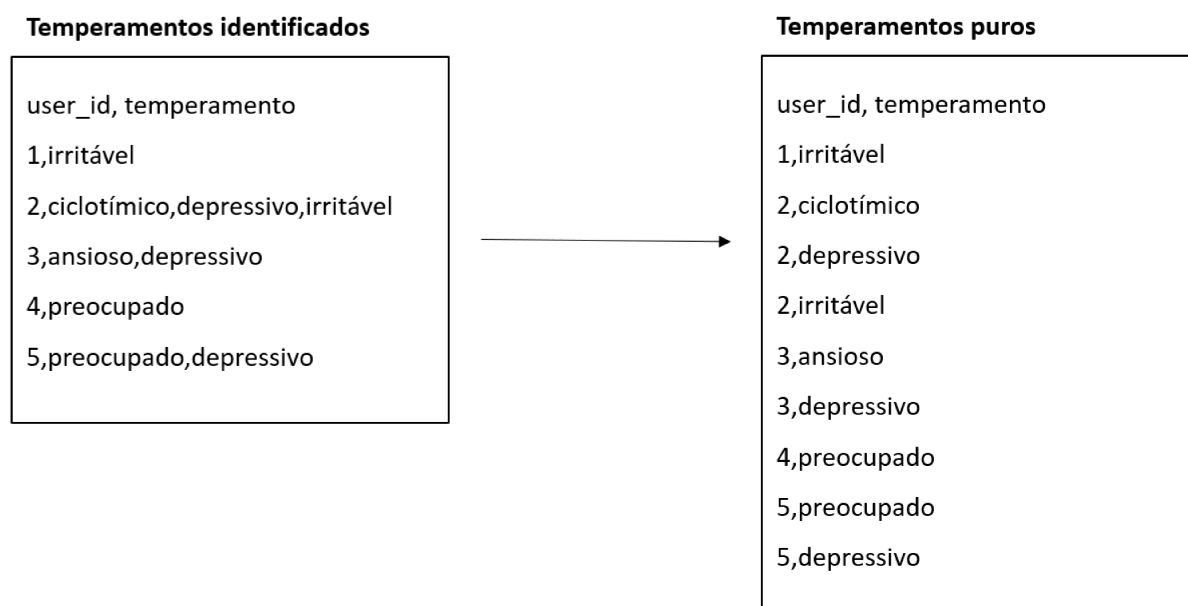 Temperamentos identificados
user_id, temperamento
1,irritável
2,ciclotímico,depressivo,irritável
3,ansioso,depressivo
4,preocupado
5,preocupado,depressivo
Temperamentos puros
user_id, temperamento
1,irritável
2,ciclotímico
2,depressivo
2,irritável
3,ansioso
3,depressivo
4,preocupado
5,preocupado
5,depressivo